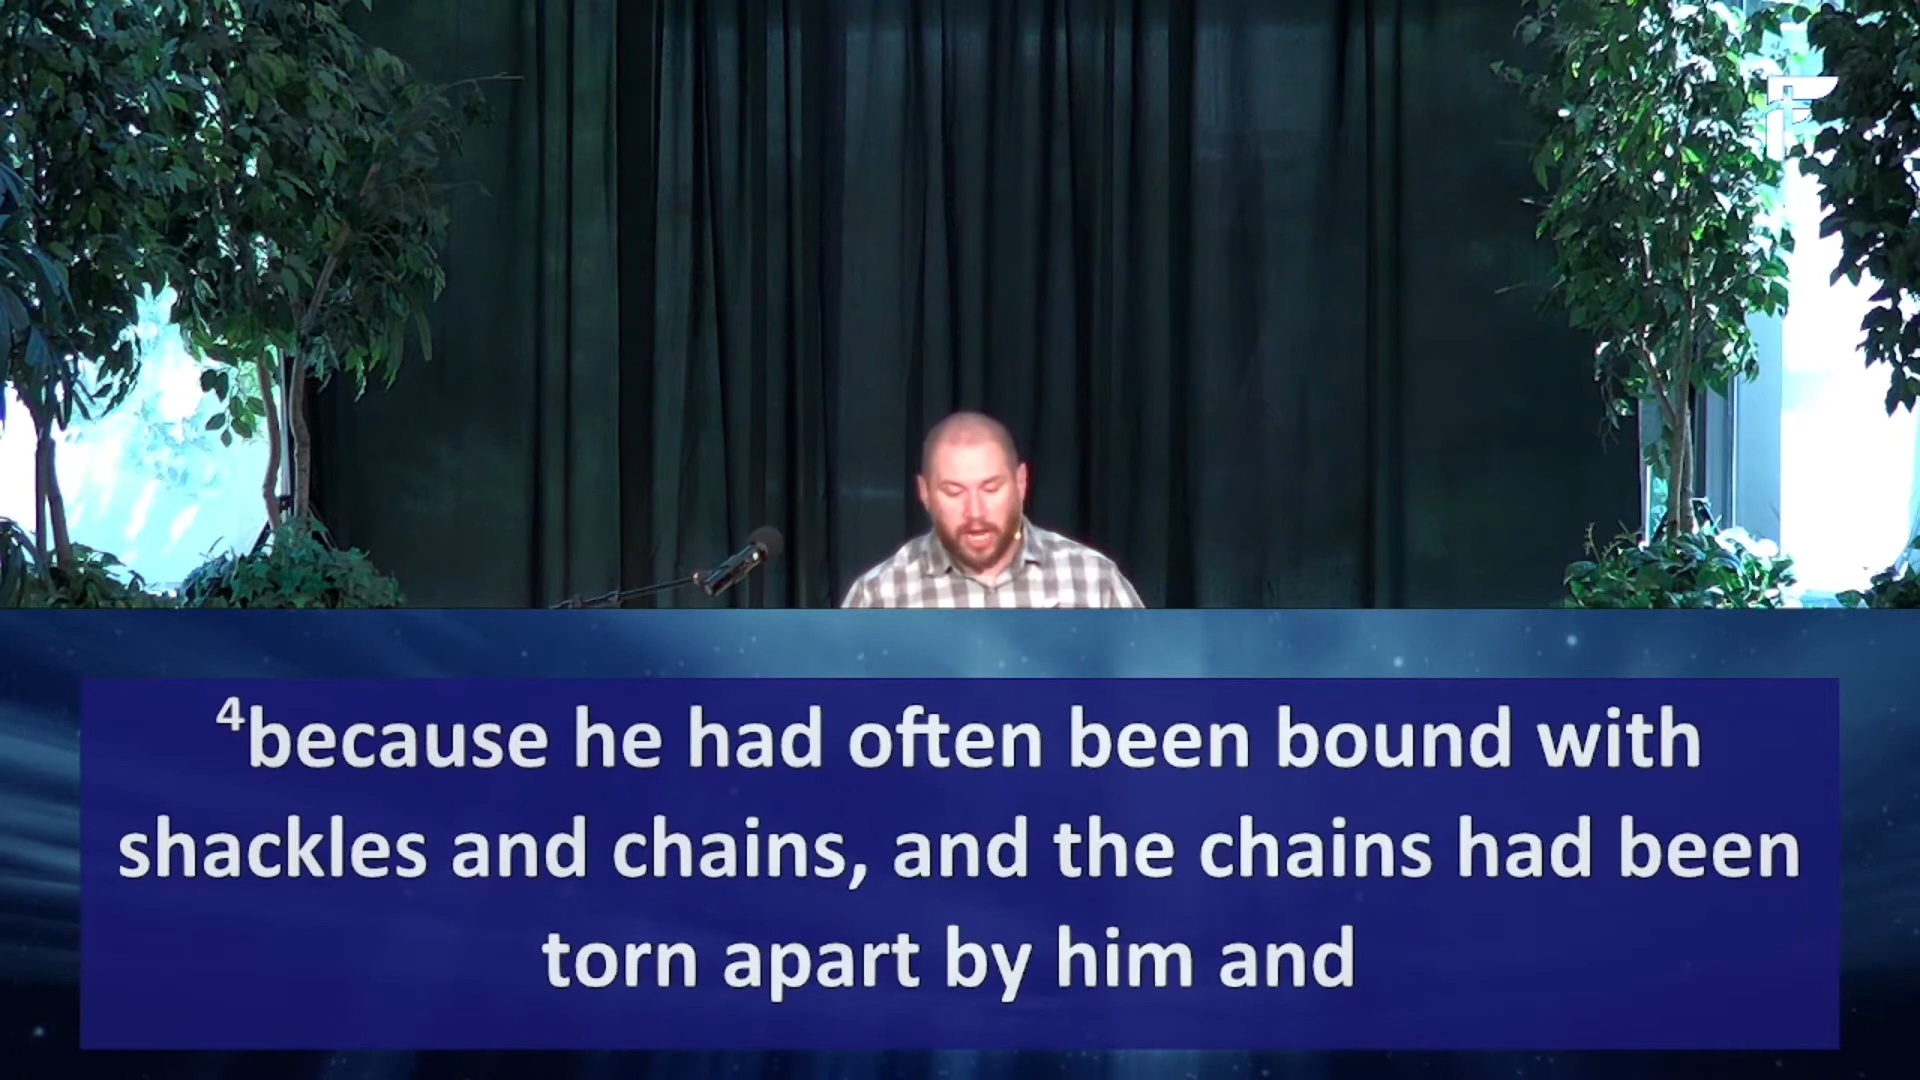 4because he had often been bound with
shackles and chains, and the chains had been
torn apart by him and